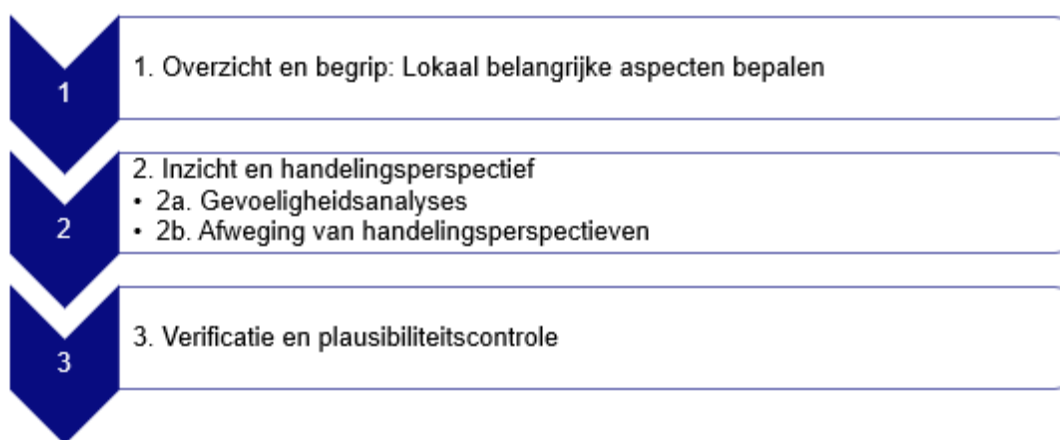 1
1. Overzicht en begrip: Lokaal belangrijke aspecten bepalen
2
2. Inzicht en handelingsperspectief
• 2a. Gevoeligheidsanalyses
• 2b. Afweging van handelingsperspectieven
3
3. Verificatie en plausibiliteitscontrole